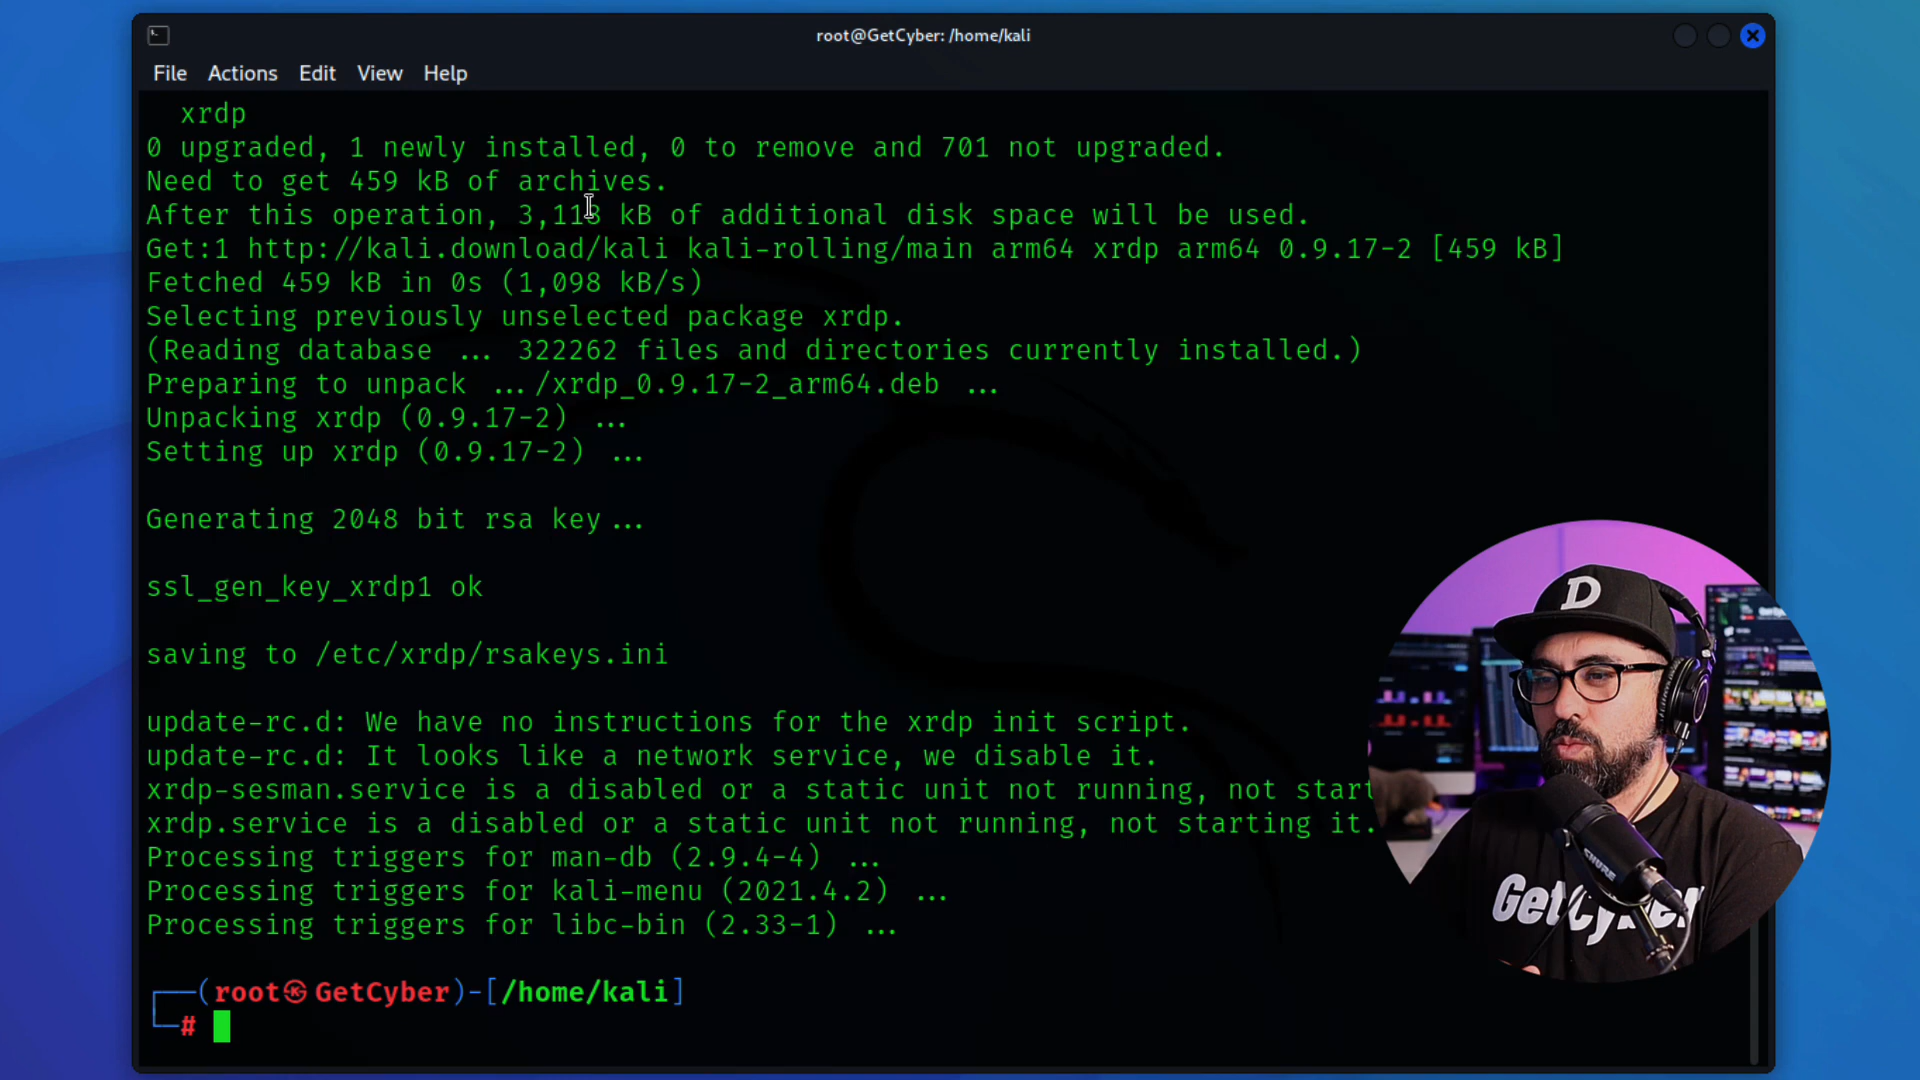 root@GetCyber: /home/kali
File Actions Edit View Help
xrdp
0 upgraded, 1 newly installed, 0 to remove and 701 not upgraded.
Need to get 459 kB of archives.
After this operation, 3,118 kB of additional disk space will be used.
Get:1 http://kali.download/kali kali-rolling/main arm64 xrdp arm64 0.9.17-2 [459 kB]
Fetched 459 kB in 0s (1,098 kB/s)
Selecting previously unselected package xrdp.
(Reading database ... 322262 files and directories currently installed.)
Preparing to unpack .../xrdp_0.9.17-2_arm64.deb ...
Unpacking xrdp (0.9.17-2) ...
Setting up xrdp (0.9.17-2) ...
Generating 2048 bit rsa key...
ssl_gen_key_xrdp1 ok
saving to /etc/xrdp/rsakeys.ini
update-rc.d: We have no instructions for the xrdp init script.
update-rc.d: It looks like a network service, we disable it.
xrdp-sesman.service is a disabled or a static unit not running, not start
xrdp.service is a disabled or a static unit not running, not starting it.
Processing triggers for man-db (2.9.4-4) ...
Processing triggers for kali-menu (2021.4.2) ...
Processing triggers for libc-bin (2.33-1) ...
┌──(root㉿GetCyber)-[/home/kali]
└─#
D
SHURE
GetCyber